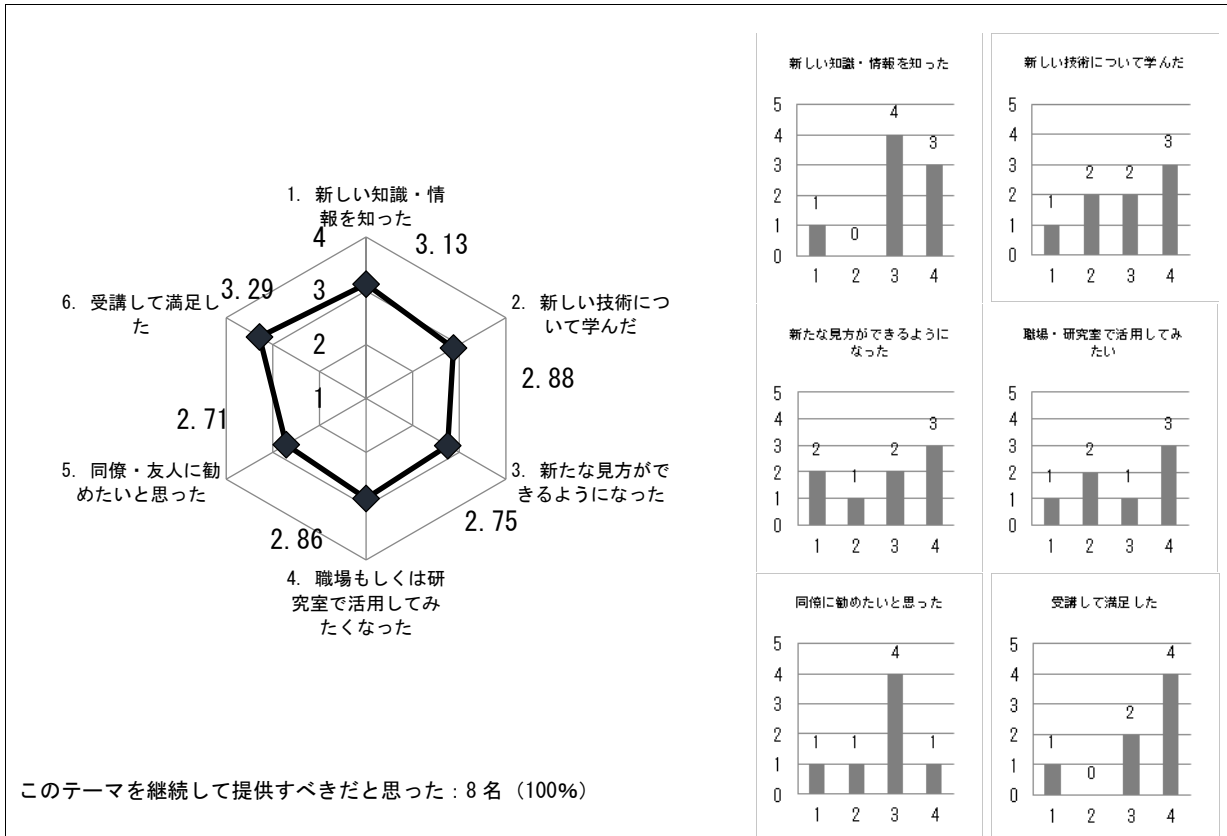 1. 新しい知識・情
報を知った
4
3.13
3
2
1
2. 新しい技術につ
いて学んだ
2.88
3. 新たな見方がで
きるようになった
2.75
4. 職場もしくは研
究室で活用してみ
たくなった
2.86
5. 同僚・友人に勧
めたいと思った
2.71
6. 受講して満足し
た
3.29
このテーマを継続して提供すべきだと思った：8 名（100%）
新しい知識・情報を知った
5
4
3
2
1
0
1
0
4
3
1 2 3 4
新しい技術について学んだ
5
4
3
2
1
0
1
2
2
3
1 2 3 4
新たな見方ができるように
なった
5
4
3
2
1
0
2
1
2
3
1 2 3 4
職場・研究室で活用してみ
たい
5
4
3
2
1
0
1
2
1
3
1 2 3 4
同僚に勧めたいと思った
5
4
3
2
1
0
1
1
4
1
1 2 3 4
受講して満足した
5
4
3
2
1
0
1
0
2
4
1 2 3 4